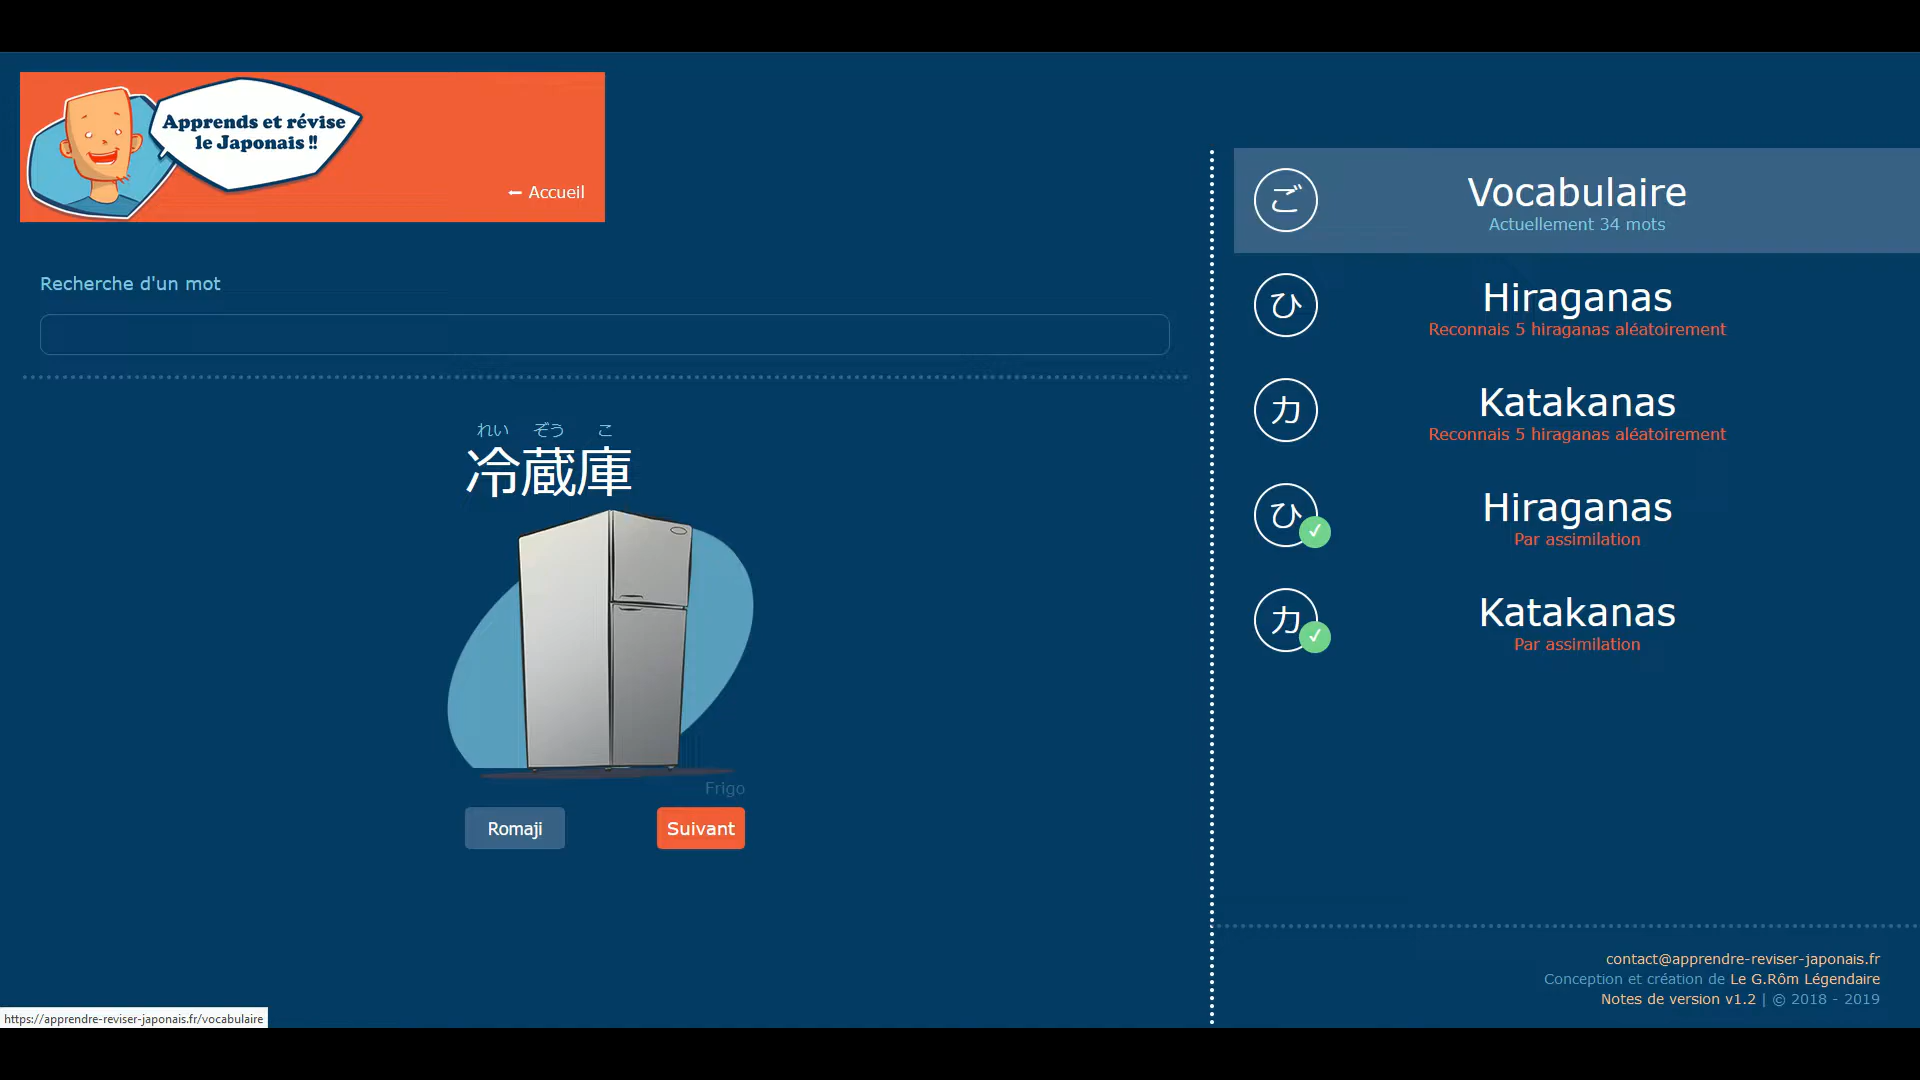 Apprends et révise
le Japonais !!
← Accueil
Recherche d'un mot
れい ぞう こ
冷蔵庫
Frigo
Romaji
Suivant
ご
Vocabulaire
Actuellement 34 mots
ひ
Hiraganas
Reconnais 5 hiraganas aléatoirement
カ
Katakanas
Reconnais 5 hiraganas aléatoirement
ひ
Hiraganas
Par assimilation
カ
Katakanas
Par assimilation
contact@apprendre-reviser-japonais.fr
Conception et création de Le G.Rôm Légendaire
Notes de version v1.2 | © 2018 - 2019
https://apprendre-reviser-japonais.fr/vocabulaire